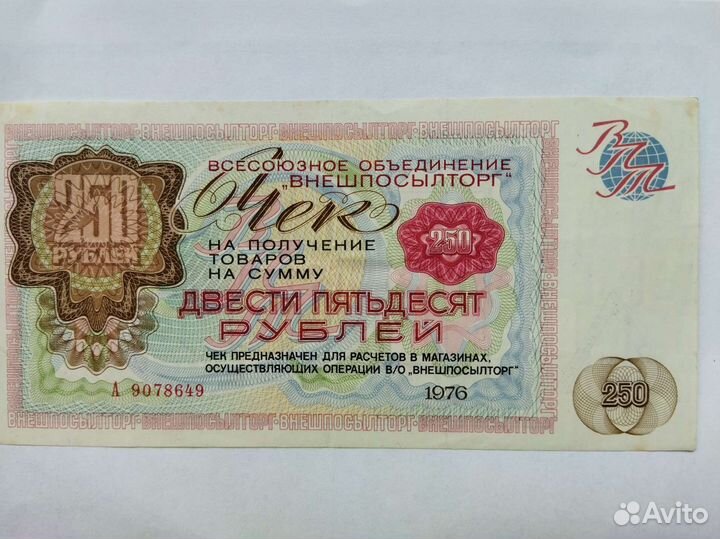 ВНЕШПОСЫЛТОРГ·ВНЕШПОСЫЛТОРГ·ВНЕШПОСЫЛТОРГ·ВНЕШПОСЫЛТОРГ
ВПТ
ВСЕСОЮЗНОЕ ОБЪЕДИНЕНИЕ
"ВНЕШПОСЫЛТОРГ"
Чек
250
РУБЛЕЙ
250
НА ПОЛУЧЕНИЕ
ТОВАРОВ
НА СУММУ
ДВЕСТИ ПЯТЬДЕСЯТ
РУБЛЕЙ
ЧЕК ПРЕДНАЗНАЧЕН ДЛЯ РАСЧЕТОВ В МАГАЗИНАХ,
ОСУЩЕСТВЛЯЮЩИХ ОПЕРАЦИИ В/О „ВНЕШПОСЫЛТОРГ"
А 9078649
1976
250
ВНЕШПОСЫЛТОРГ·ВНЕШПОСЫЛТОРГ·ВНЕШПОСЫЛТОРГ·ВНЕШПОСЫЛТОРГ
Avito